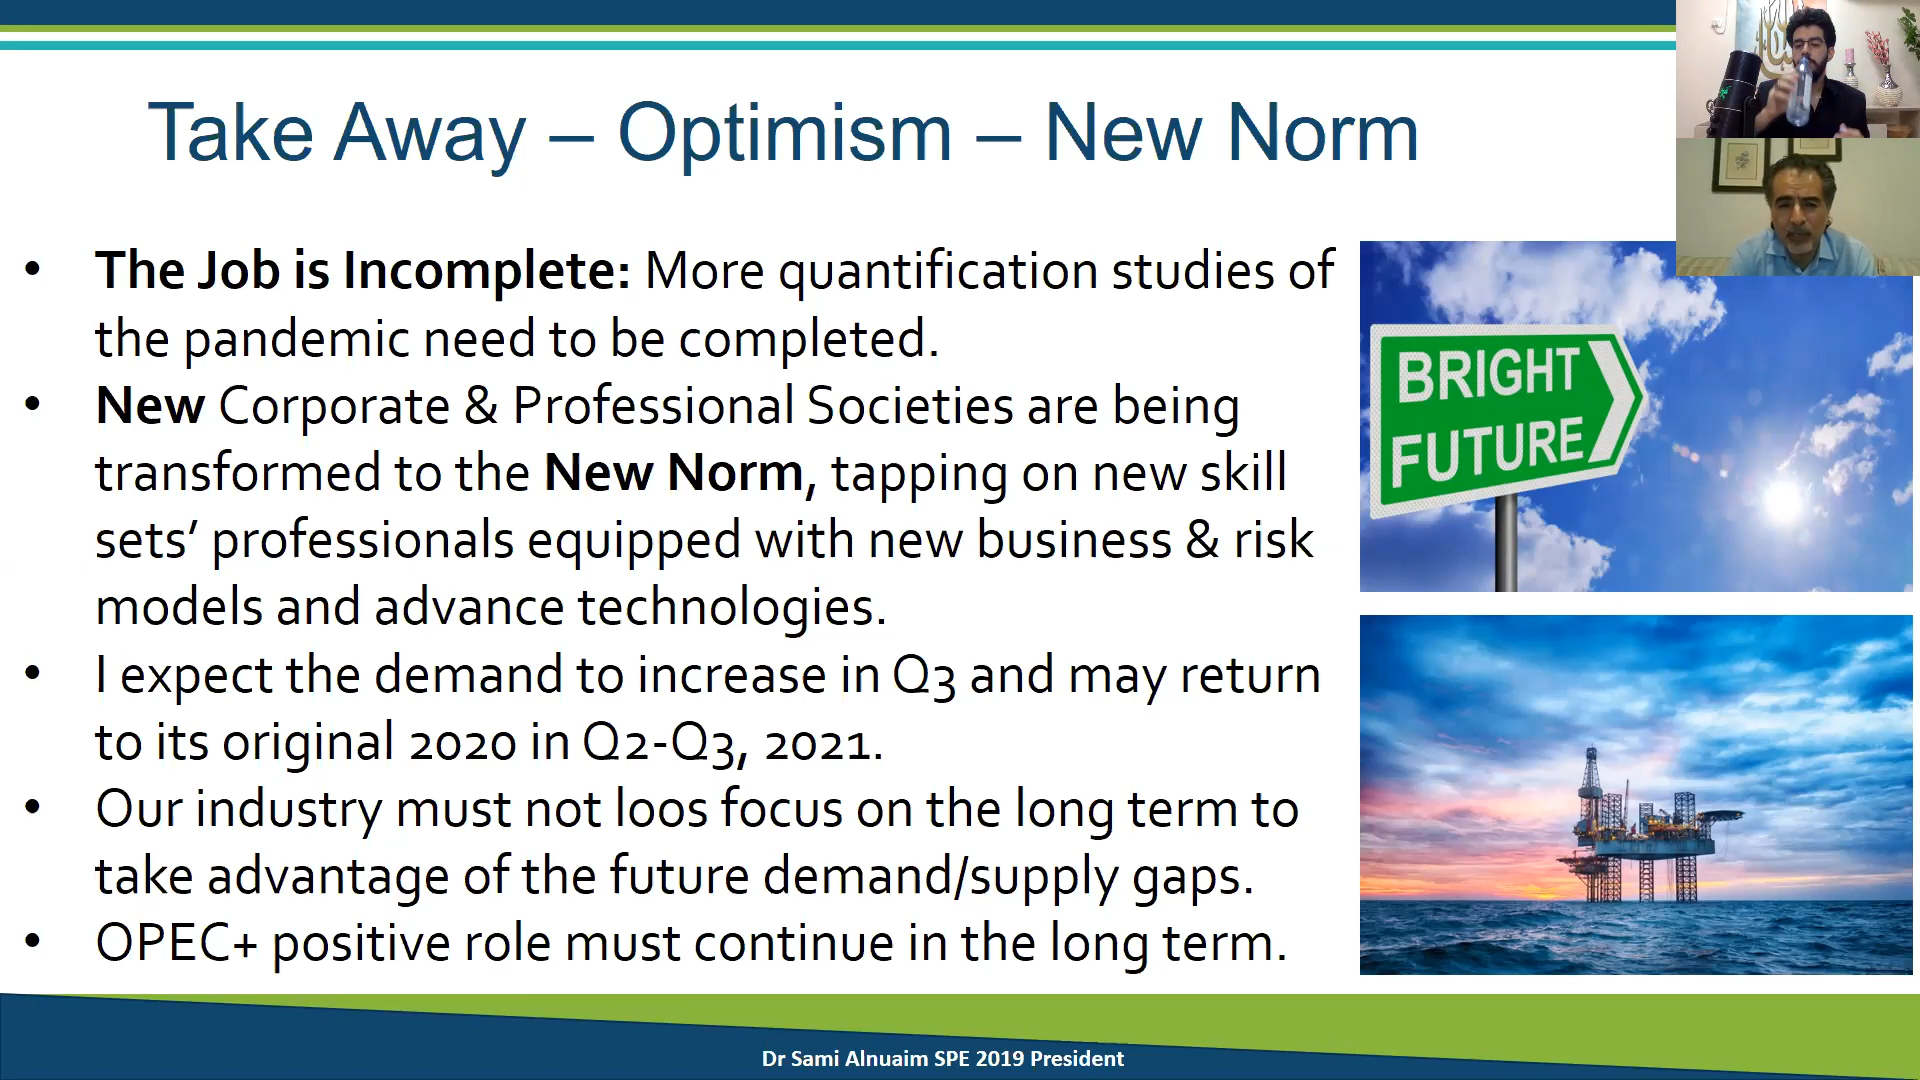 Take Away – Optimism – New Norm
• The Job is Incomplete: More quantification studies of
the pandemic need to be completed.
• New Corporate & Professional Societies are being
transformed to the New Norm, tapping on new skill
sets’ professionals equipped with new business & risk
models and advance technologies.
• I expect the demand to increase in Q3 and may return
to its original 2020 in Q2-Q3, 2021.
• Our industry must not loos focus on the long term to
take advantage of the future demand/supply gaps.
• OPEC+ positive role must continue in the long term.
BRIGHT
FUTURE
Dr Sami Alnuaim SPE 2019 President